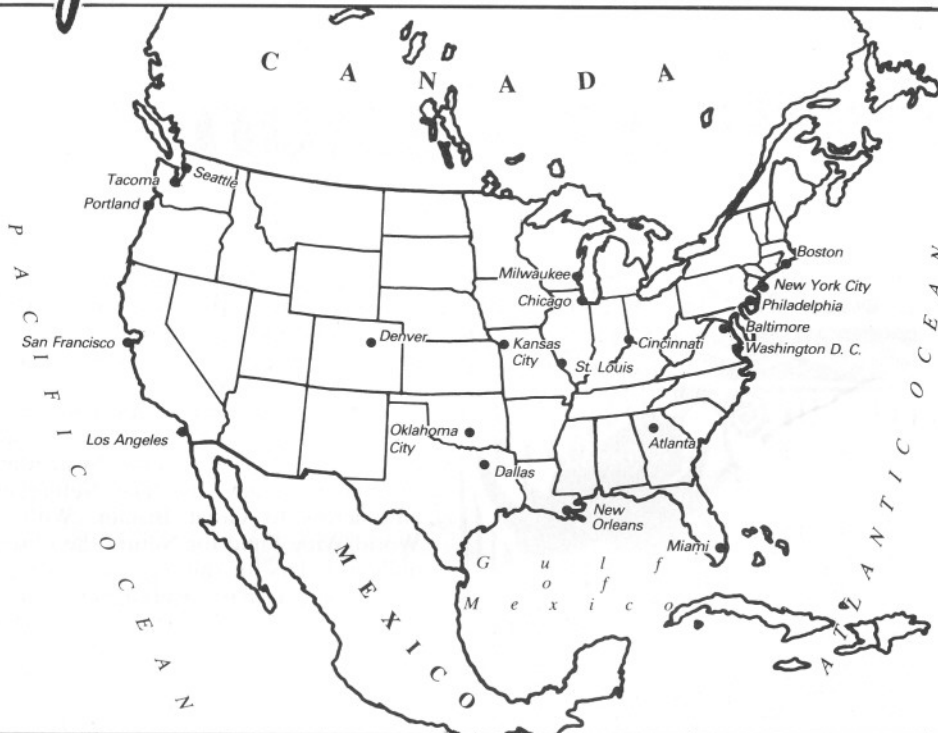 C A N A D A
Seattle
Tacoma
Portland
P A C I F I C O C E A N
Boston
Milwaukee
New York City
Chicago
Philadelphia
Baltimore
San Francisco
Denver
Kansas
City
Cincinnati
Washington D. C.
St. Louis
Los Angeles
Oklahoma
City
Atlanta
Dallas
New
Orleans
Miami
G u l f
o f
M e x i c o
M E X I C O
A T L A N T I C O C E A N